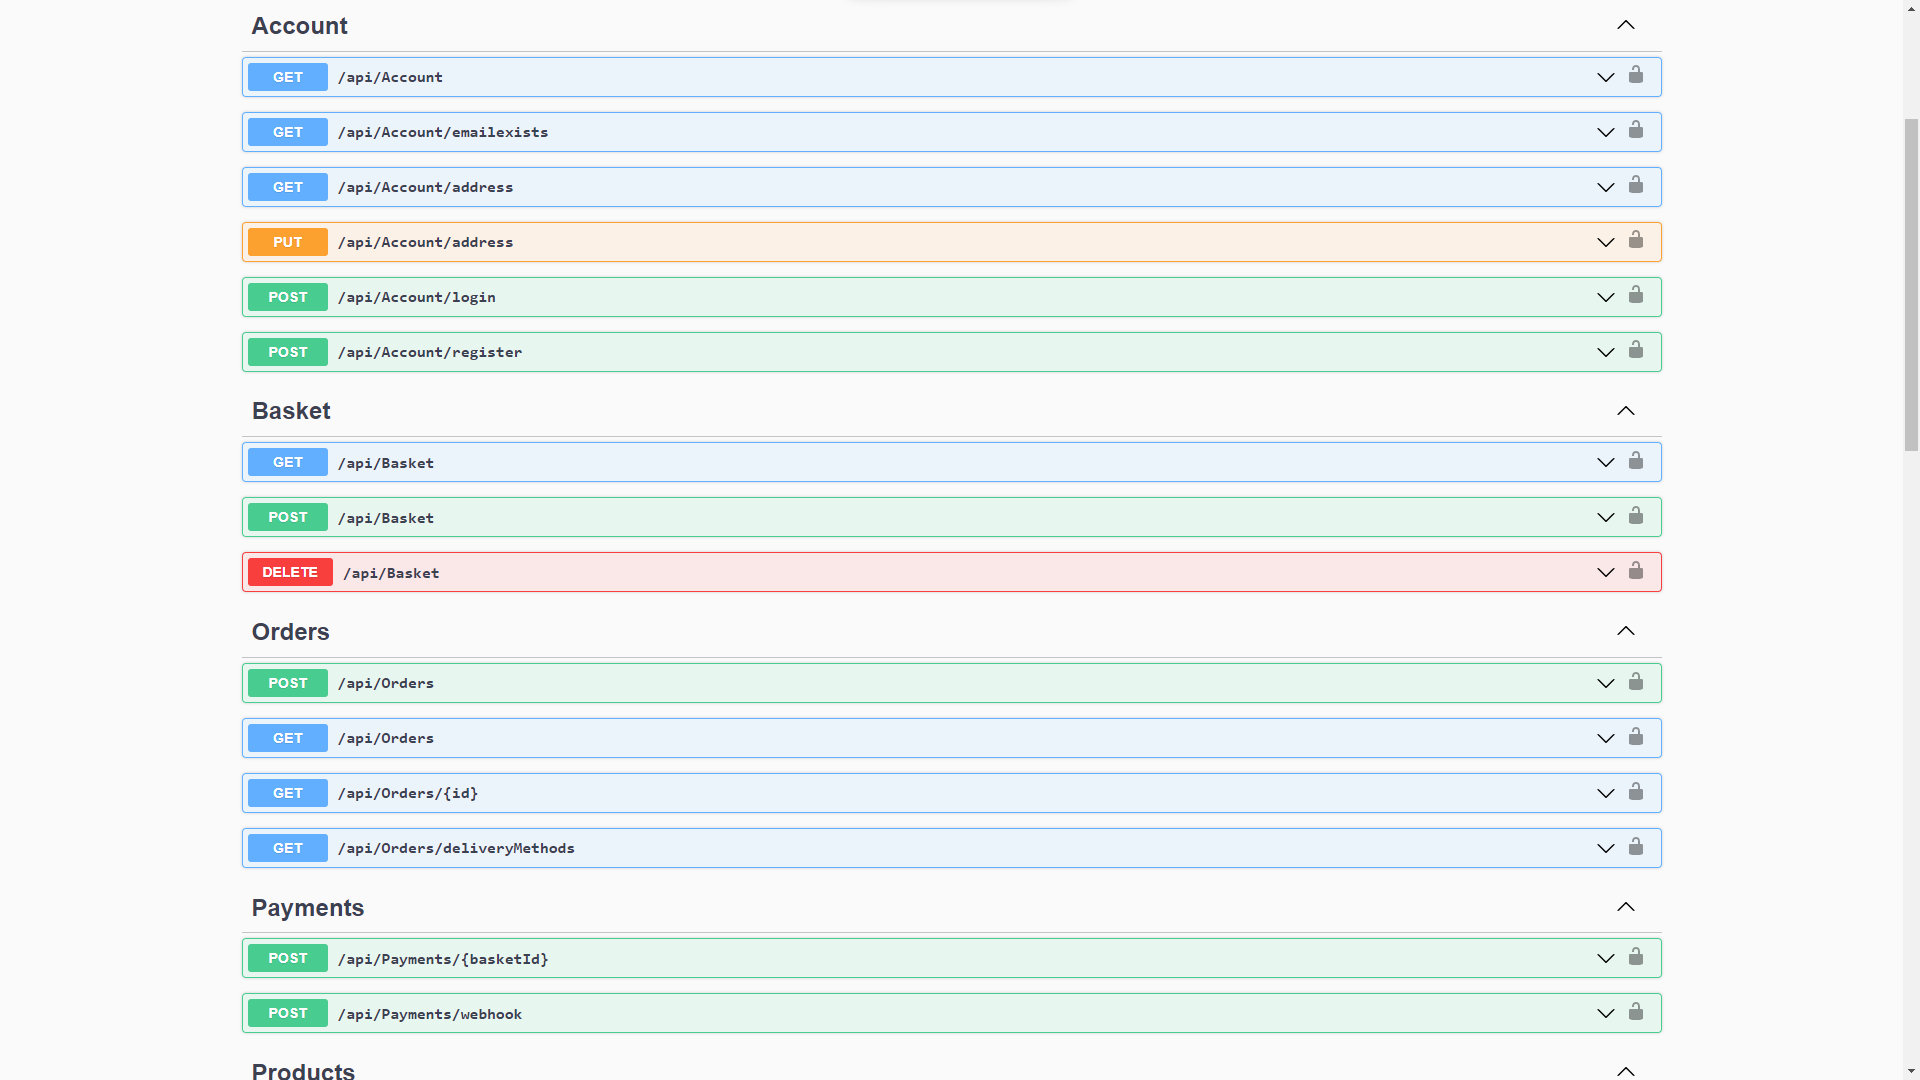 Account
GET /api/Account
GET /api/Account/emailexists
GET /api/Account/address
PUT /api/Account/address
POST /api/Account/login
POST /api/Account/register
Basket
GET /api/Basket
POST /api/Basket
DELETE /api/Basket
Orders
POST /api/Orders
GET /api/Orders
GET /api/Orders/{id}
GET /api/Orders/deliveryMethods
Payments
POST /api/Payments/{basketId}
POST /api/Payments/webhook
Products